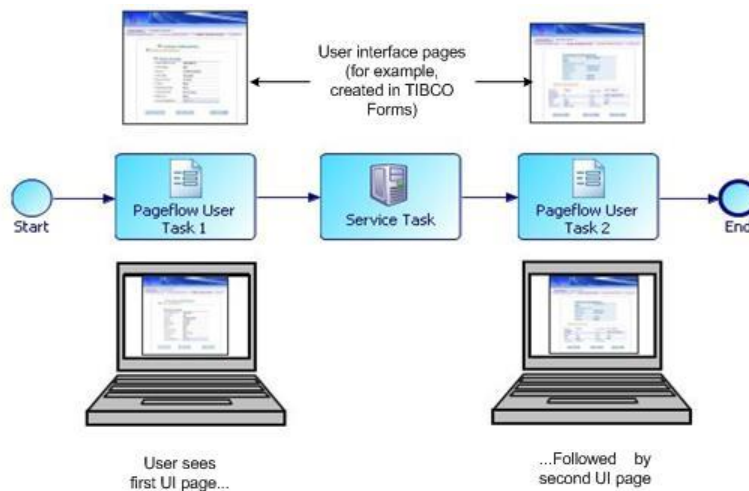 User interface pages
(for example,
created in TIBCO
Forms)
Start
Pageflow User
Task 1
Service Task
Pageflow User
Task 2
End
User sees
first UI page...
...Followed by
second UI page